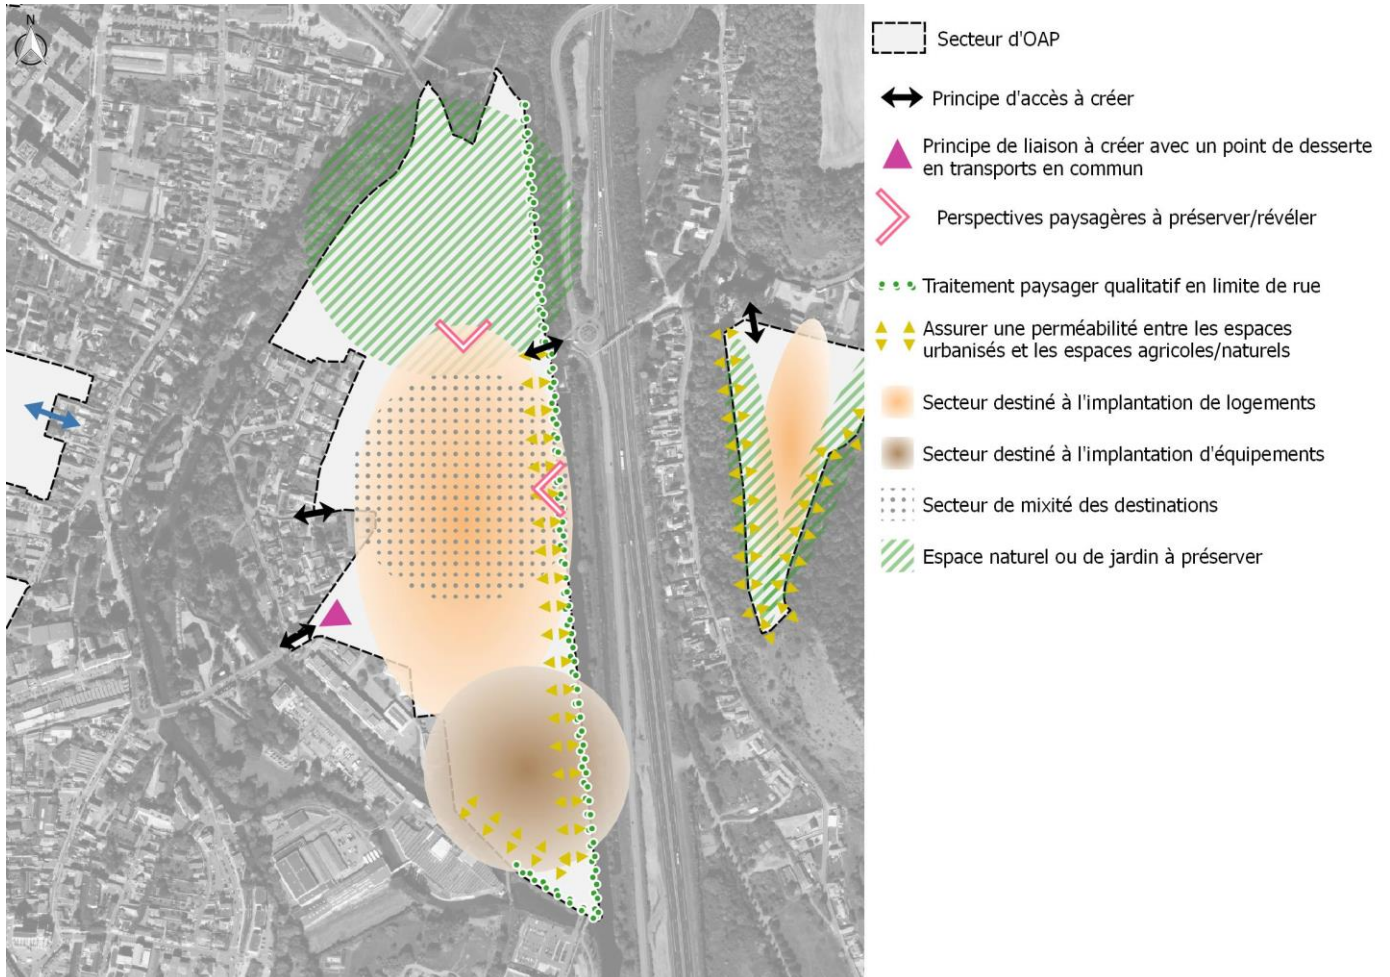 N
Secteur d'OAP
Principe d'accès à créer
Principe de liaison à créer avec un point de desserte
en transports en commun
Perspectives paysagères à préserver/révéler
Traitement paysager qualitatif en limite de rue
Assurer une perméabilité entre les espaces
urbanisés et les espaces agricoles/naturels
Secteur destiné à l'implantation de logements
Secteur destiné à l'implantation d'équipements
Secteur de mixité des destinations
Espace naturel ou de jardin à préserver